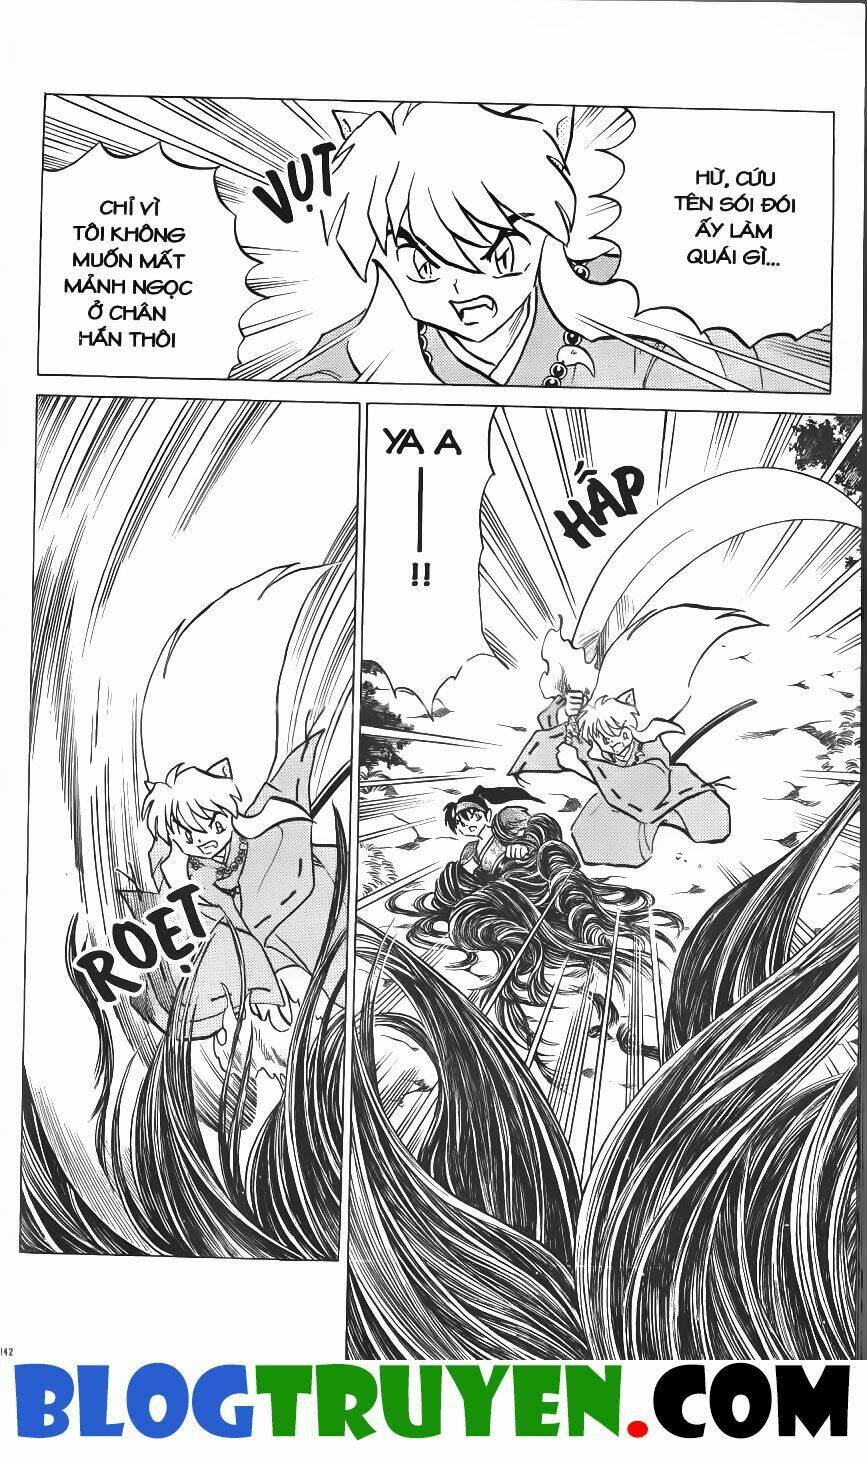 HỪ, CỨU
TÊN SÓI ĐÓI
ẤY LÀM
QUÁI GÌ...
VỤT
CHỈ VÌ
TÔI KHÔNG
MUỐN MẤT
MẢNH NGỌC
Ở CHÂN
HẮN THÔI
HẤP
YA A
!!
ROẸT
142
BLOGTRUYEN.COM